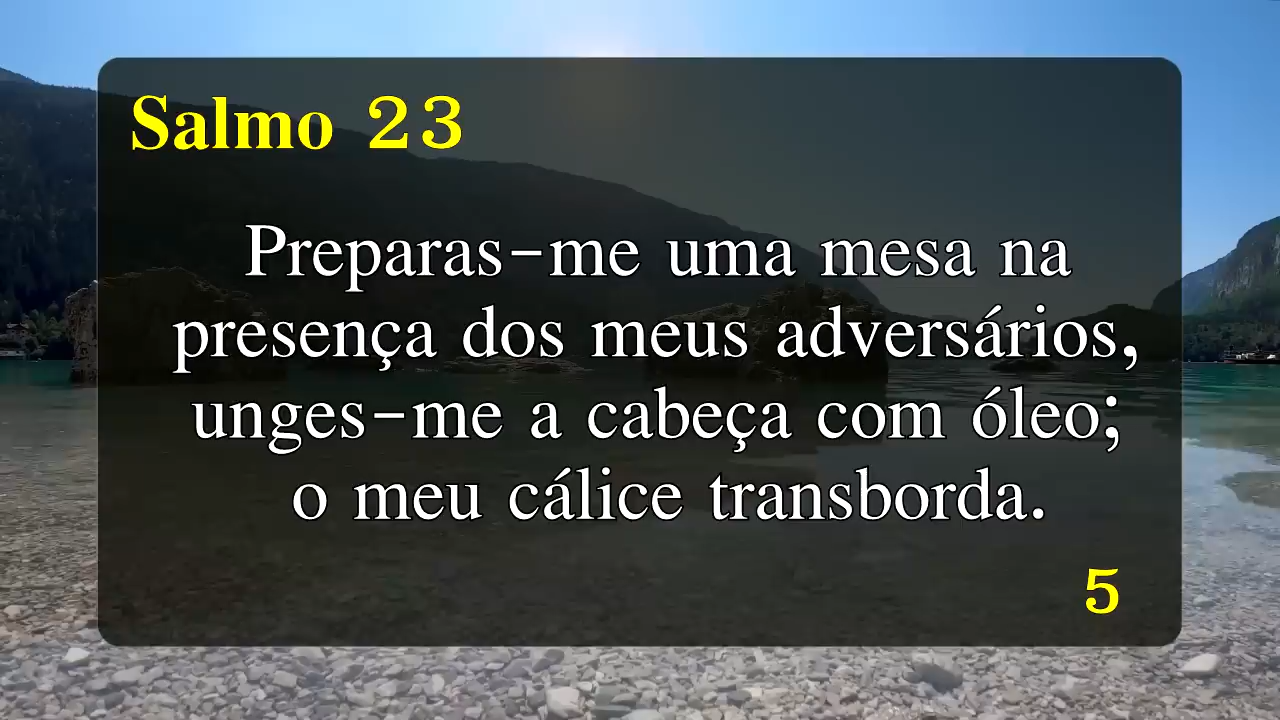 Salmo 23
Preparas-me uma mesa na
presença dos meus adversários,
unges-me a cabeça com óleo;
o meu cálice transborda.
5